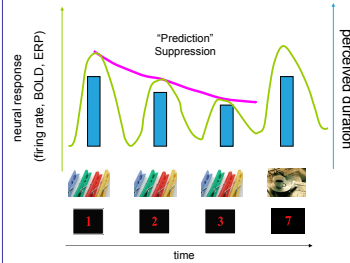 “Prediction”
Suppression
neural response
(firing rate, BOLD, ERP)
perceived duration
1 2 3 7
time